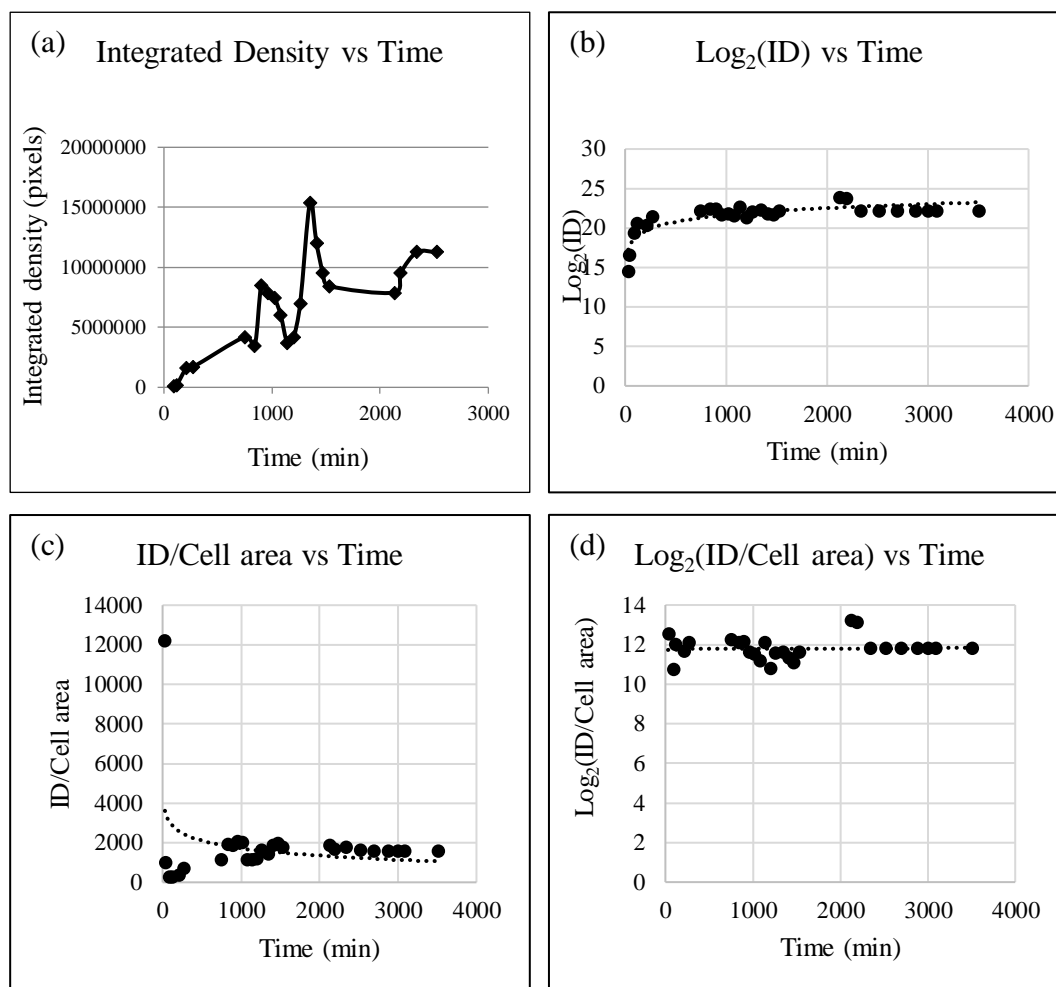 (a)
Integrated Density vs Time
Integrated density (pixels)
20000000
15000000
10000000
5000000
0
0 1000 2000 3000
Time (min)
(b)
Log₂(ID) vs Time
Log₂(ID)
30
25
20
15
10
5
0
0 1000 2000 3000 4000
Time (min)
(c)
ID/Cell area vs Time
ID/Cell area
14000
12000
10000
8000
6000
4000
2000
0
0 1000 2000 3000 4000
Time (min)
(d)
Log₂(ID/Cell area) vs Time
Log₂(ID/Cell area)
14
12
10
8
6
4
2
0
0 1000 2000 3000 4000
Time (min)